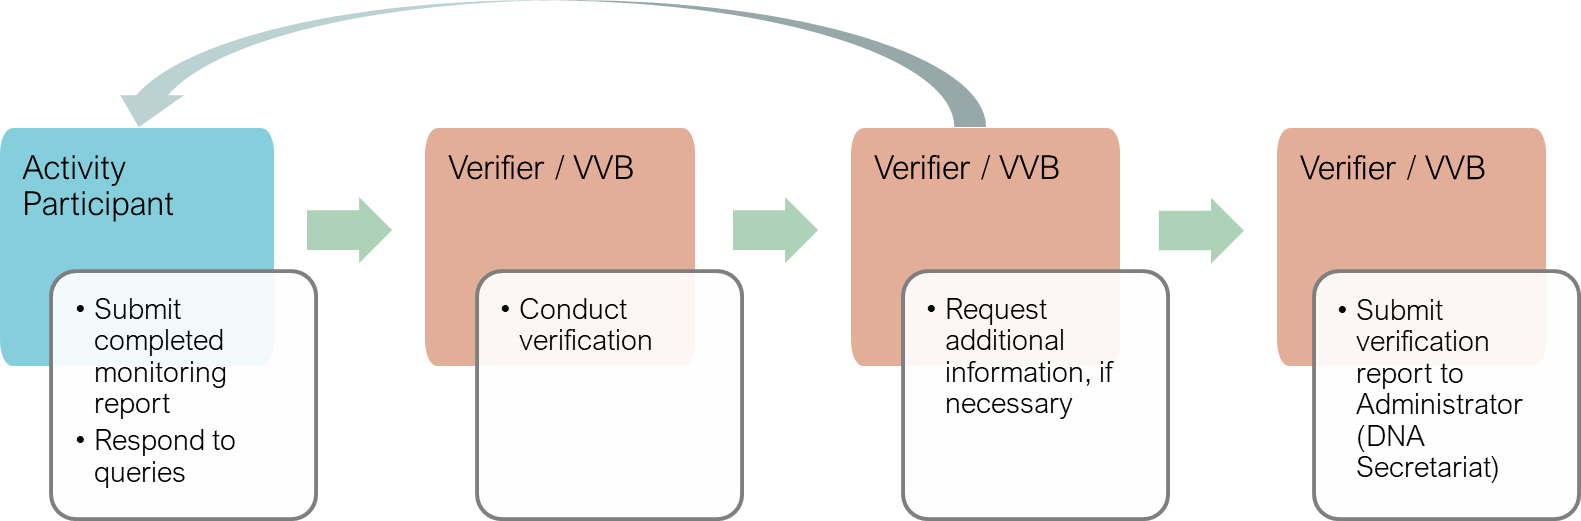 Activity
Participant
• Submit
completed
monitoring
report
• Respond to
queries
Verifier / VVB
• Conduct
verification
Verifier / VVB
• Request
additional
information, if
necessary
Verifier / VVB
• Submit
verification
report to
Administrator
(DNA
Secretariat)